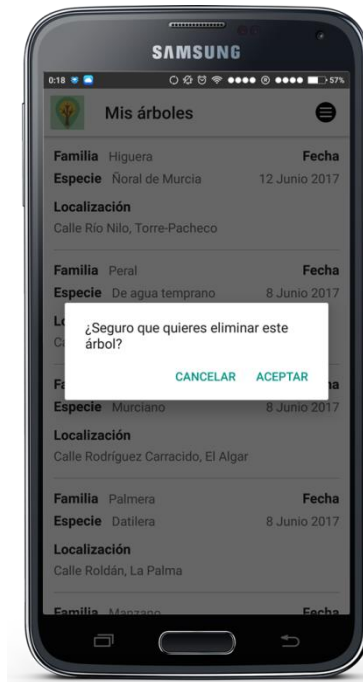 SAMSUNG
0:18 57%
Mis árboles
Familia Higuera Fecha
Especie Ñoral de Murcia 12 Junio 2017
Localización
Calle Río Nilo, Torre-Pacheco
Familia Peral Fecha
Especie De agua temprano 8 Junio 2017
¿Seguro que quieres eliminar este
árbol?
CANCELAR ACEPTAR
Especie Murciano 8 Junio 2017
Localización
Calle Rodríguez Carracido, El Algar
Familia Palmera Fecha
Especie Datilera 8 Junio 2017
Localización
Calle Roldán, La Palma
Familia Manzano Fecha